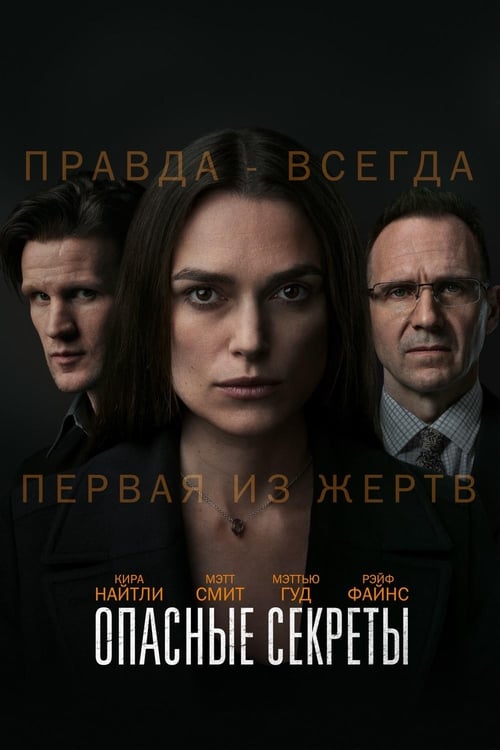 ПРАВДА - ВСЕГДА
ПЕРВАЯ ИЗ ЖЕРТВ
КИРА НАЙТЛИ
МЭТТ СМИТ
МЭТТЬЮ ГУД
РЭЙФ ФАЙНС
ОПАСНЫЕ СЕКРЕТЫ